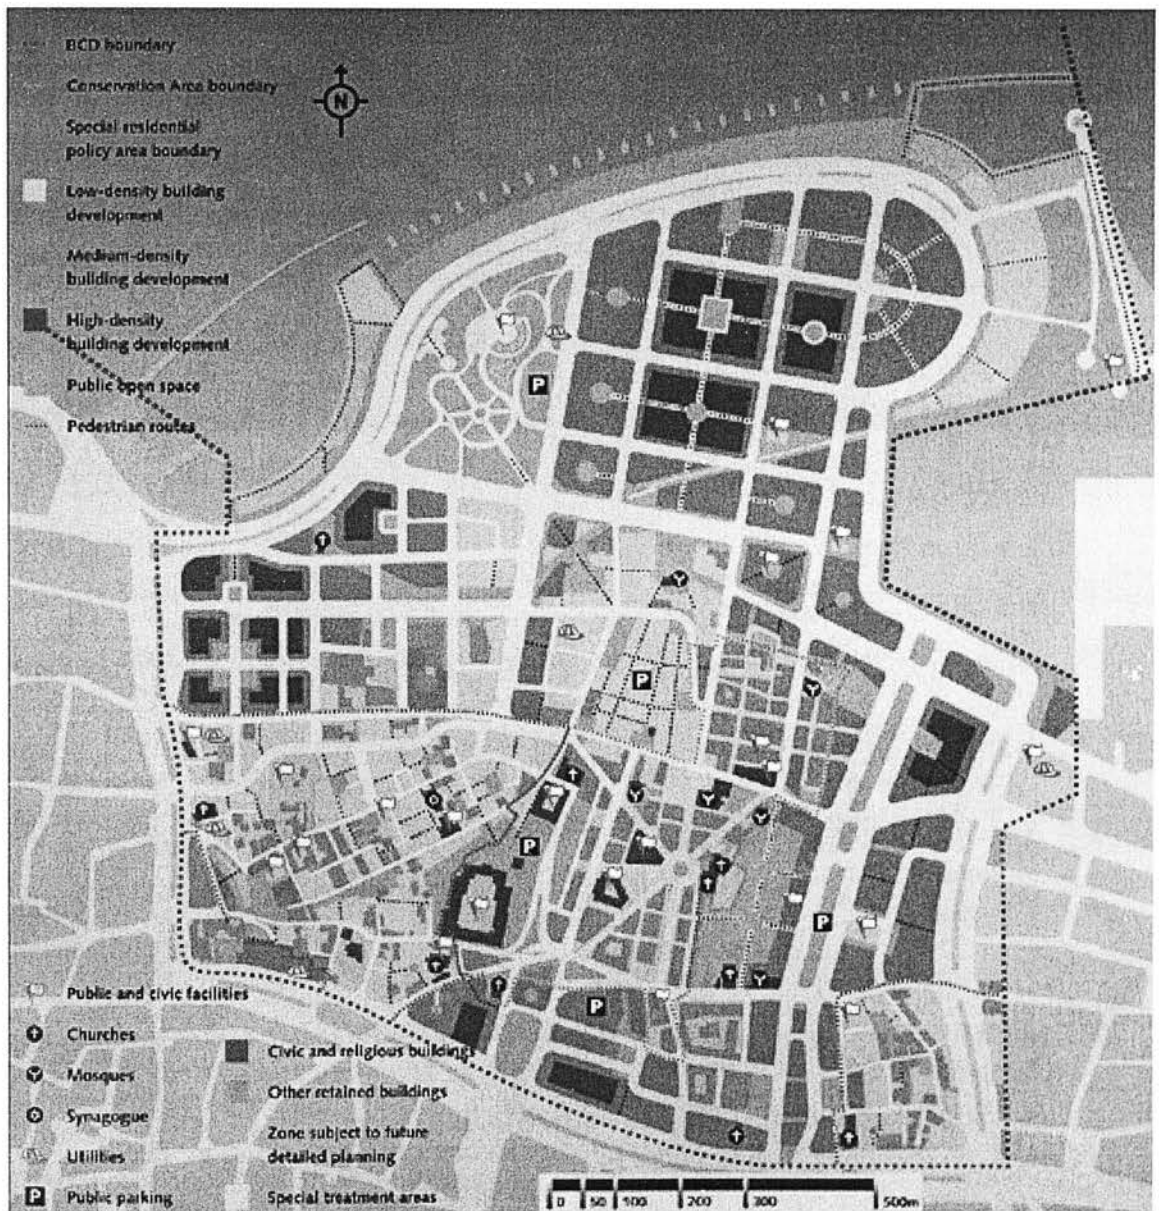 BCD boundary
Conservation Area boundary
Special residential
policy area boundary
Low-density building
development
Medium-density
building development
High-density
building development
Public open space
Pedestrian routes
N
P
P
P
P
P
Public and civic facilities
Churches
Mosques
Synagogue
Utilities
P Public parking
Civic and religious buildings
Other retained buildings
Zone subject to future
detailed planning
Special treatment areas
0 50 100 200 300 500m